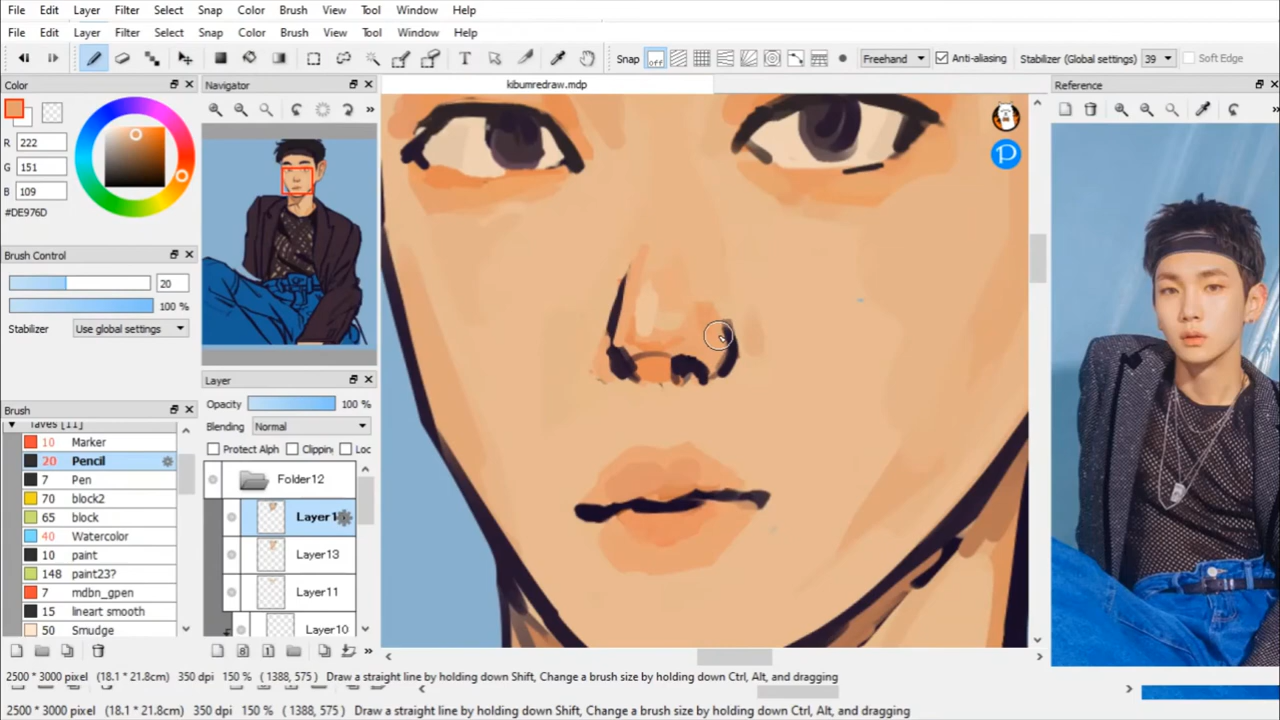 File Edit Layer Filter Select Snap Color Brush View Tool Window Help
File Edit Layer Filter Select Snap Color Brush View Tool Window Help
Snap off Freehand Anti-aliasing Stabilizer (Global settings) 39 Soft Edge
Color Navigator kibumredraw.mdp Reference
R 222
G 151
B 109
#DE976D
Brush Control
20
100 %
Stabilizer Use global settings
Layer
Opacity 100 %
Blending Normal
Protect Alph Clippin Loc
Brush
faves [11]
10 Marker
20 Pencil
7 Pen
70 block2
65 block
40 Watercolor
10 paint
148 paint23?
7 mdbn_gpen
15 lineart smooth
50 Smudge
Folder12
Layer1
Layer13
Layer11
Layer10
2500 * 3000 pixel (18.1 * 21.8cm) 350 dpi 150 % ( 1388, 575 ) Draw a straight line by holding down Shift, Change a brush size by holding down Ctrl, Alt, and dragging
2500 * 3000 pixel (18.1 * 21.8cm) 350 dpi 150 % ( 1388, 575 ) Draw a straight line by holding down Shift, Change a brush size by holding down Ctrl, Alt, and dragging